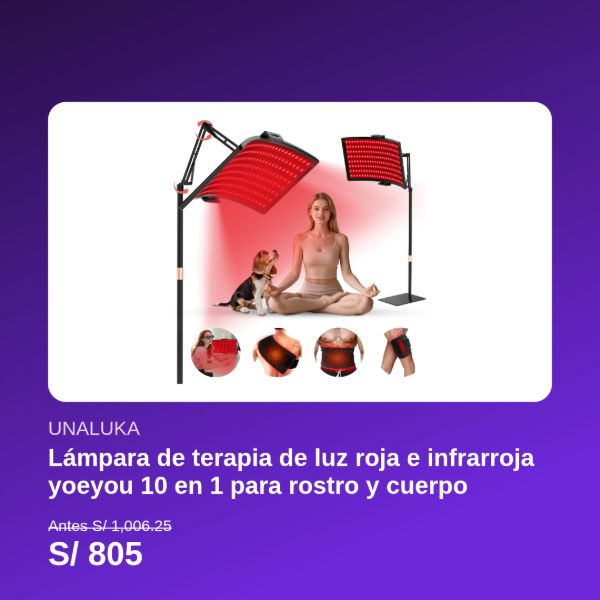 UNALUKA
Lámpara de terapia de luz roja e infrarroja
yoeyou 10 en 1 para rostro y cuerpo
Antes S/ 1,006.25
S/ 805